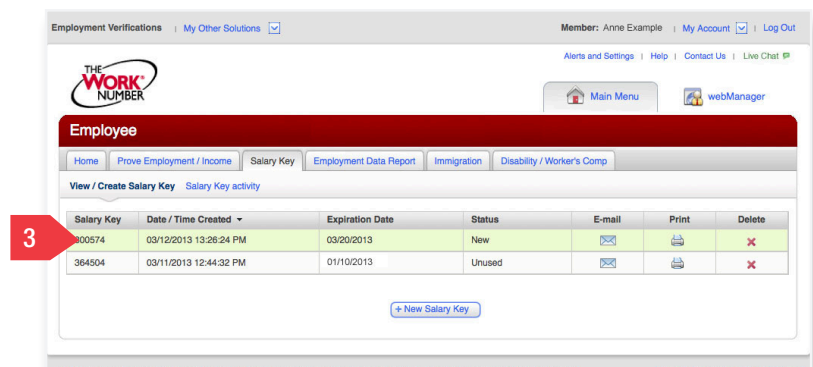 Employment Verifications | My Other Solutions Member: Anne Example | My Account | Log Out
Alerts and Settings | Help | Contact Us | Live Chat
THE
WORK
NUMBER®
Main Menu webManager
Employee
Home Prove Employment / Income Salary Key Employment Data Report Immigration Disability / Worker's Comp
View / Create Salary Key Salary Key activity
Salary Key Date / Time Created Expiration Date Status E-mail Print Delete
3 00574 03/12/2013 13:26:24 PM 03/20/2013 New
364504 03/11/2013 12:44:32 PM 01/10/2013 Unused
+ New Salary Key